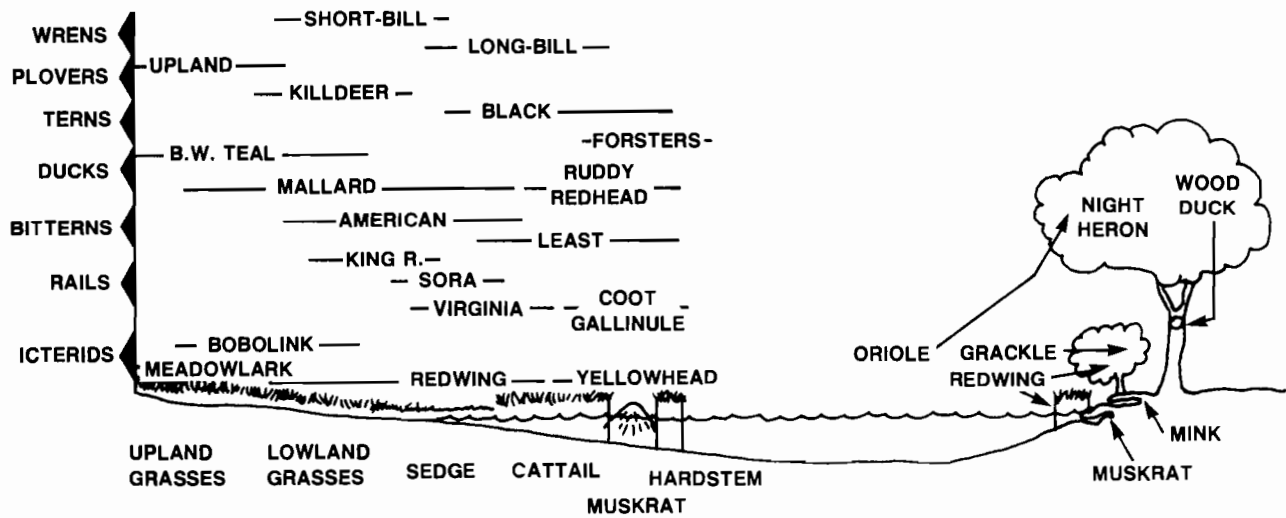 SHORT-BILL
WRENS
LONG-BILL
UPLAND
PLOVERS
KILLDEER
BLACK
TERNS
FORSTERS
B.W. TEAL
DUCKS
RUDDY
MALLARD
REDHEAD
AMERICAN
BITTERNS
LEAST
KING R.
RAILS
SORA
VIRGINIA
COOT
GALLINULE
BOBOLINK
ICTERIDS
MEADOWLARK
REDWING
YELLOWHEAD
NIGHT
HERON
WOOD
DUCK
ORIOLE
GRACKLE
REDWING
MINK
MUSKRAT
UPLAND
GRASSES
LOWLAND
GRASSES
SEDGE
CATTAIL
MUSKRAT
HARDSTEM